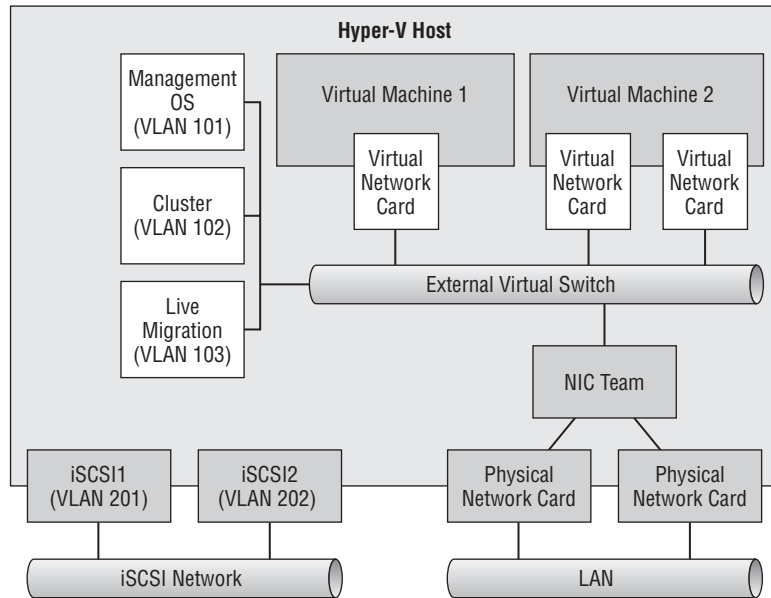 Hyper-V Host
Management
OS
(VLAN 101)
Virtual Machine 1
Virtual Machine 2
Virtual
Network
Card
Virtual
Network
Card
Virtual
Network
Card
Cluster
(VLAN 102)
External Virtual Switch
Live
Migration
(VLAN 103)
NIC Team
iSCSI1
(VLAN 201)
iSCSI2
(VLAN 202)
Physical
Network Card
Physical
Network Card
iSCSI Network
LAN